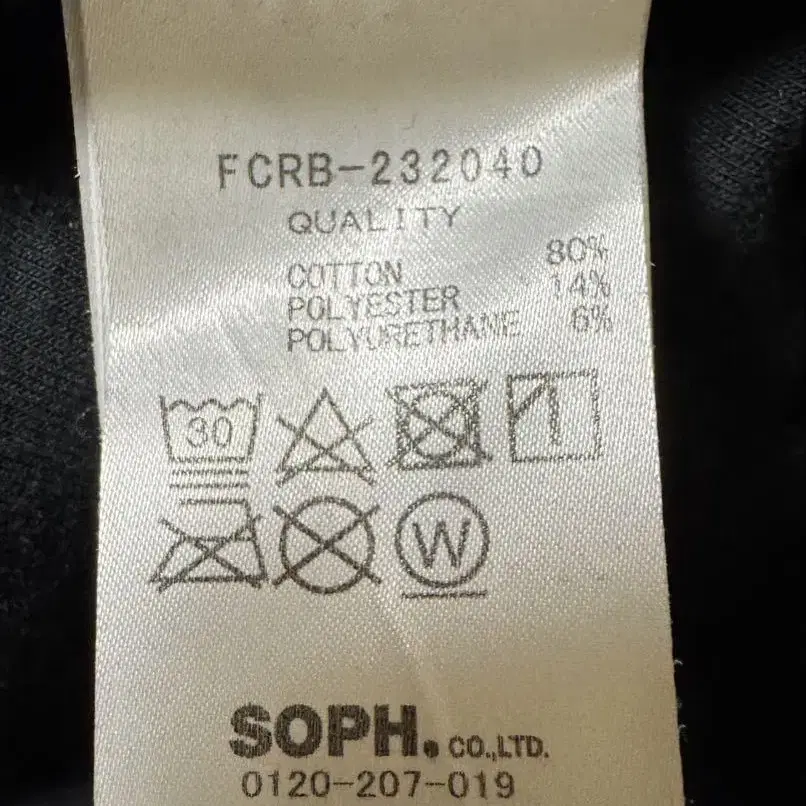 FCRB-232040
QUALITY
COTTON 80%
POLYESTER 14%
POLYURETHANE 6%
30
W
SOPH. CO.,LTD.
0120-207-019